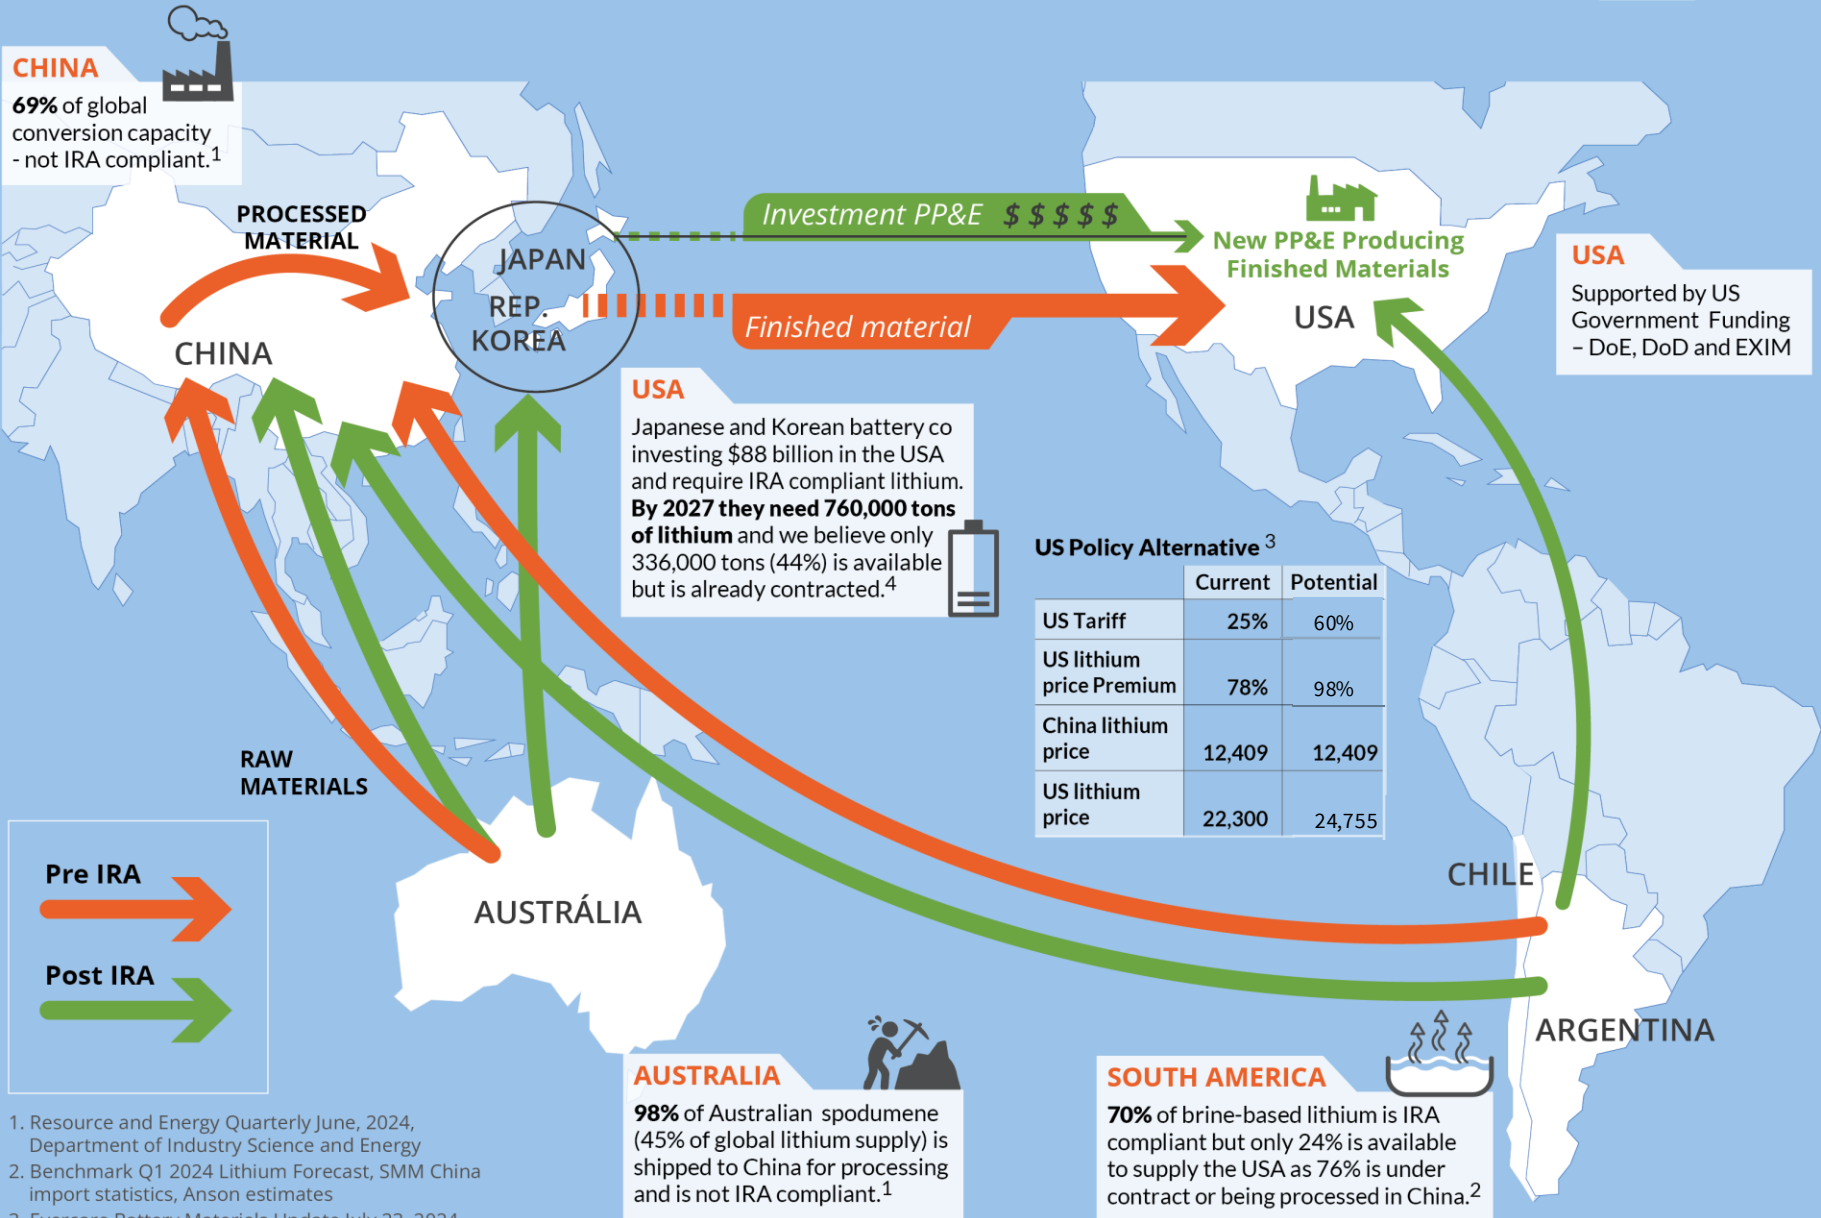 CHINA
69% of global
conversion capacity
- not IRA compliant.1
PROCESSED
MATERIAL
CHINA
JAPAN
REP.
KOREA
Investment PP&E $ $ $ $ $
Finished material
New PP&E Producing
Finished Materials
USA
USA
Supported by US
Government Funding
– DoE, DoD and EXIM
USA
Japanese and Korean battery co
investing $88 billion in the USA
and require IRA compliant lithium.
By 2027 they need 760,000 tons
of lithium and we believe only
336,000 tons (44%) is available
but is already contracted.4
US Policy Alternative 3
Current Potential
US Tariff 25% 60%
US lithium
price Premium 78% 98%
China lithium
price 12,409 12,409
US lithium
price 22,300 24,755
RAW
MATERIALS
Pre IRA
Post IRA
AUSTRÁLIA
CHILE
ARGENTINA
AUSTRALIA
98% of Australian spodumene
(45% of global lithium supply) is
shipped to China for processing
and is not IRA compliant.1
SOUTH AMERICA
70% of brine-based lithium is IRA
compliant but only 24% is available
to supply the USA as 76% is under
contract or being processed in China.2
1. Resource and Energy Quarterly June, 2024,
Department of Industry Science and Energy
2. Benchmark Q1 2024 Lithium Forecast, SMM China
import statistics, Anson estimates
3. Evercore Battery Materials Update July 23, 2024